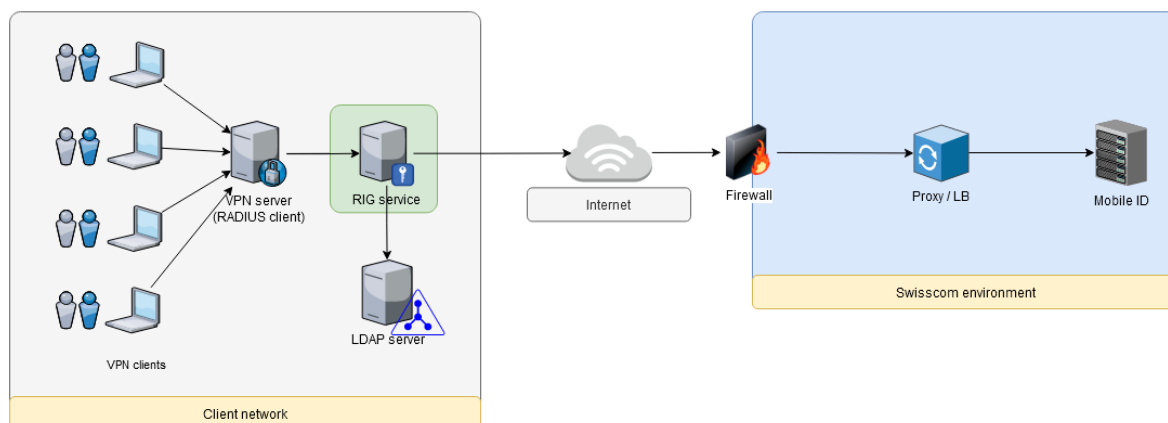 VPN server
(RADIUS client)
RIG service
LDAP server
VPN clients
Client network
Internet
Firewall
Proxy / LB
Mobile ID
Swisscom environment